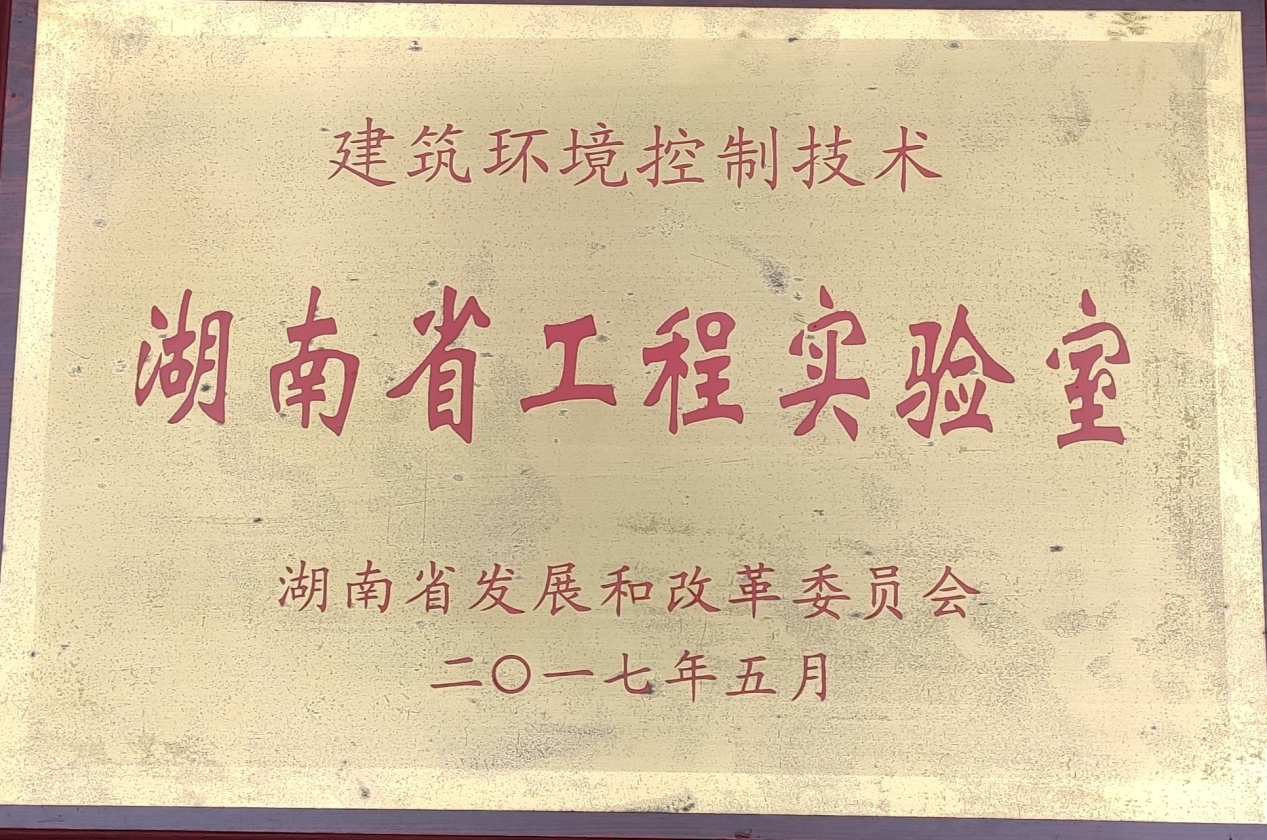 建筑环境控制技术
湖南省工程实验室
湖南省发展和改革委员会
二〇一七年五月